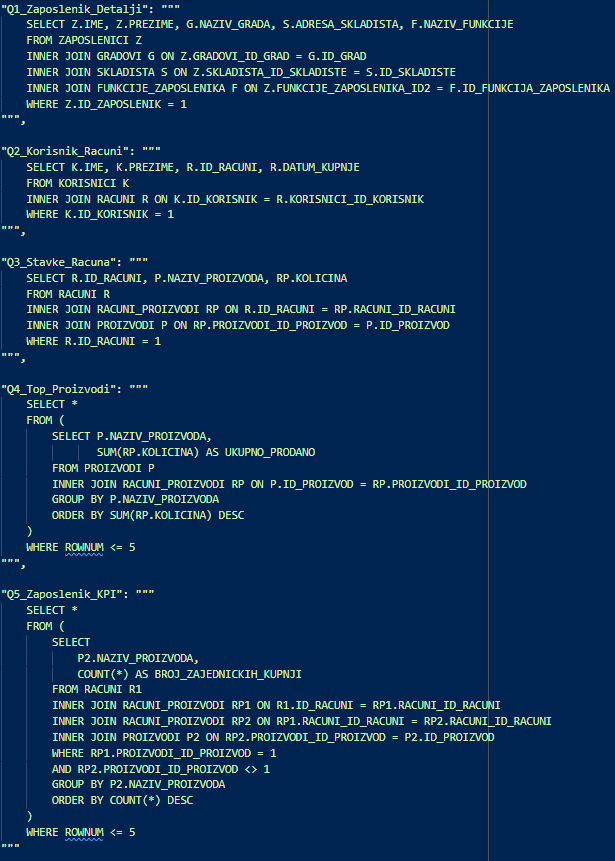 "Q1_Zaposlenik_Detalji": """
SELECT Z.IME, Z.PREZIME, G.NAZIV_GRADA, S.ADRESA_SKLADISTA, F.NAZIV_FUNKCIJE
FROM ZAPOSLENICI Z
INNER JOIN GRADOVI G ON Z.GRADOVI_ID_GRAD = G.ID_GRAD
INNER JOIN SKLADISTA S ON Z.SKLADISTA_ID_SKLADISTE = S.ID_SKLADISTE
INNER JOIN FUNKCIJE_ZAPOSLENIKA F ON Z.FUNKCIJE_ZAPOSLENIKA_ID2 = F.ID_FUNKCIJA_ZAPOSLENIKA
WHERE Z.ID_ZAPOSLENIK = 1
""",
"Q2_Korisnik_Racuni": """
SELECT K.IME, K.PREZIME, R.ID_RACUNI, R.DATUM_KUPNJE
FROM KORISNICI K
INNER JOIN RACUNI R ON K.ID_KORISNIK = R.KORISNICI_ID_KORISNIK
WHERE K.ID_KORISNIK = 1
""",
"Q3_Stavke_Racuna": """
SELECT R.ID_RACUNI, P.NAZIV_PROIZVODA, RP.KOLICINA
FROM RACUNI R
INNER JOIN RACUNI_PROIZVODI RP ON R.ID_RACUNI = RP.RACUNI_ID_RACUNI
INNER JOIN PROIZVODI P ON RP.PROIZVODI_ID_PROIZVOD = P.ID_PROIZVOD
WHERE R.ID_RACUNI = 1
""",
"Q4_Top_Proizvodi": """
SELECT *
FROM (
SELECT P.NAZIV_PROIZVODA,
SUM(RP.KOLICINA) AS UKUPNO_PRODANO
FROM PROIZVODI P
INNER JOIN RACUNI_PROIZVODI RP ON P.ID_PROIZVOD = RP.PROIZVODI_ID_PROIZVOD
GROUP BY P.NAZIV_PROIZVODA
ORDER BY SUM(RP.KOLICINA) DESC
)
WHERE ROWNUM <= 5
""",
"Q5_Zaposlenik_KPI": """
SELECT *
FROM (
SELECT
P2.NAZIV_PROIZVODA,
COUNT(*) AS BROJ_ZAJEDNICKIH_KUPNJI
FROM RACUNI R1
INNER JOIN RACUNI_PROIZVODI RP1 ON R1.ID_RACUNI = RP1.RACUNI_ID_RACUNI
INNER JOIN RACUNI_PROIZVODI RP2 ON RP1.RACUNI_ID_RACUNI = RP2.RACUNI_ID_RACUNI
INNER JOIN PROIZVODI P2 ON RP2.PROIZVODI_ID_PROIZVOD = P2.ID_PROIZVOD
WHERE RP1.PROIZVODI_ID_PROIZVOD = 1
AND RP2.PROIZVODI_ID_PROIZVOD <> 1
GROUP BY P2.NAZIV_PROIZVODA
ORDER BY COUNT(*) DESC
)
WHERE ROWNUM <= 5
"""